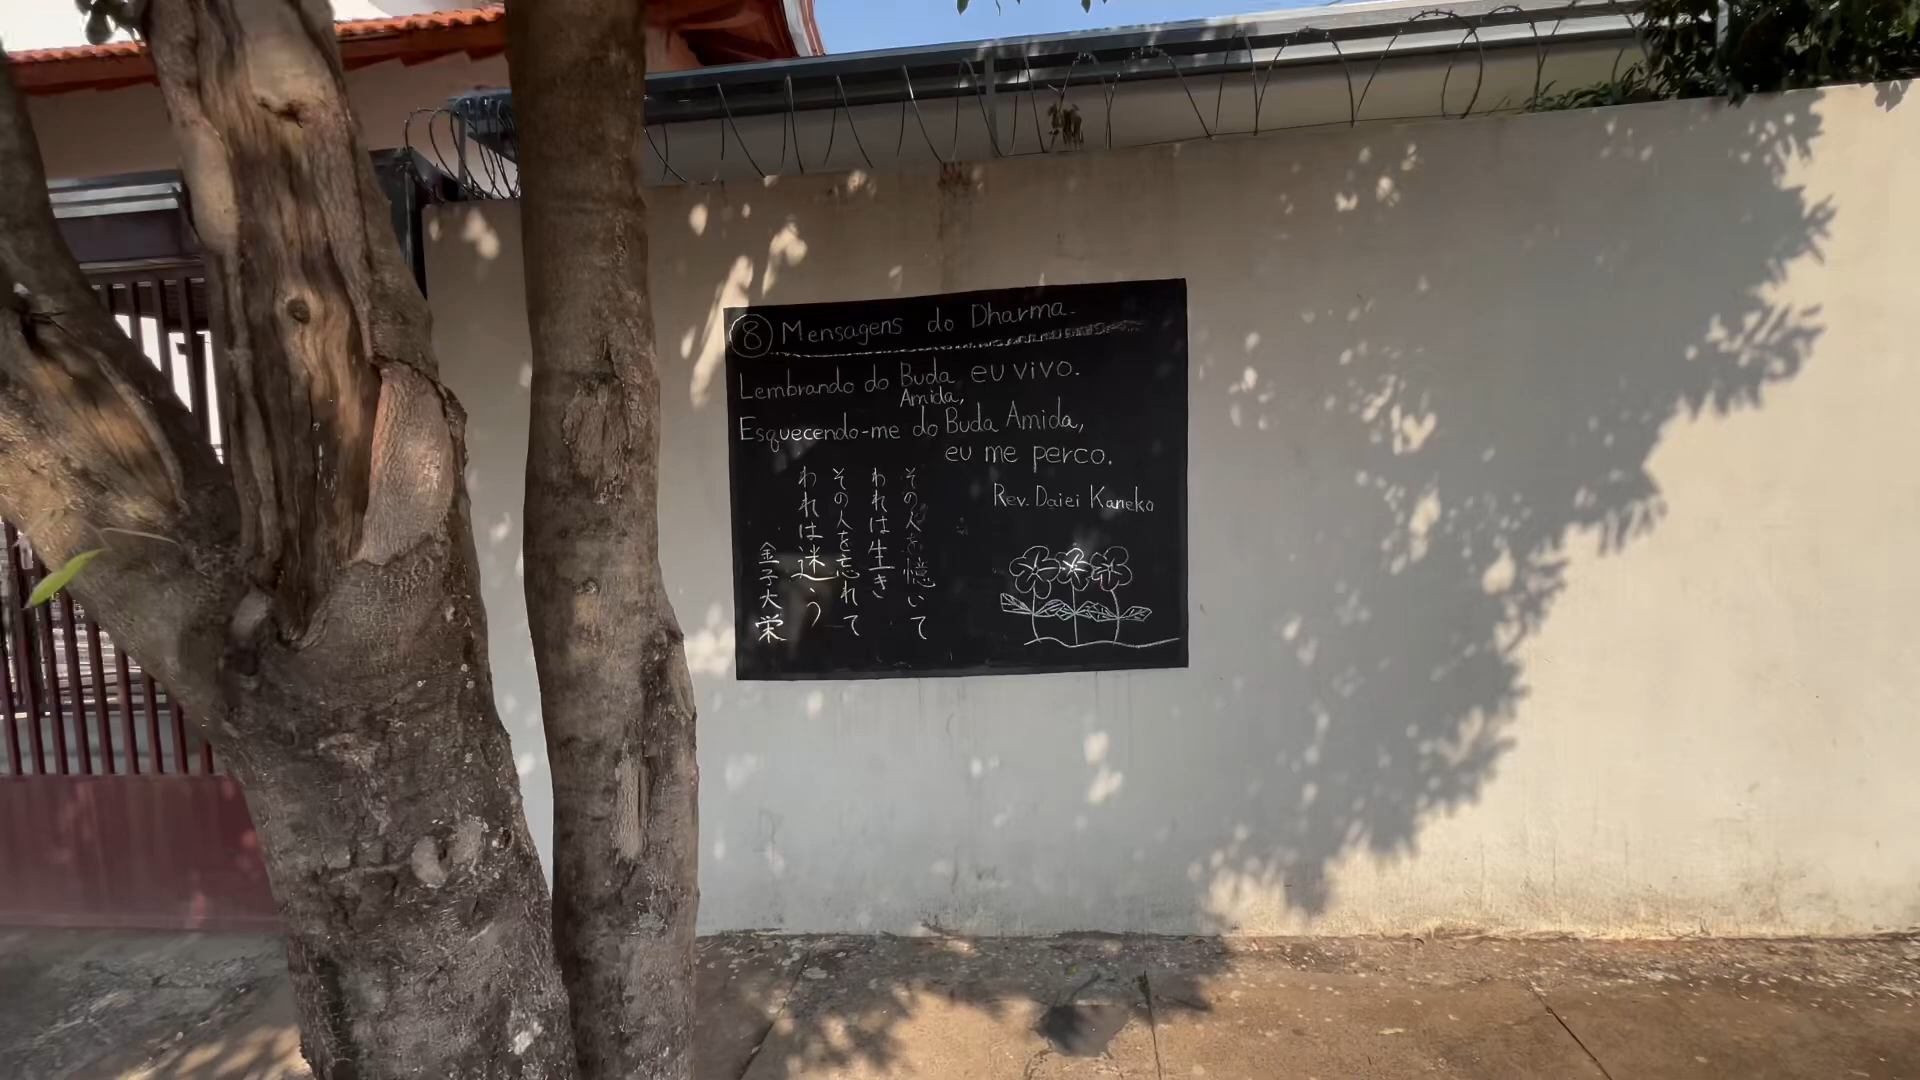 ⑧ Mensagens do Dharma
Lembrando do Buda Amida, eu vivo.
Esquecendo-me do Buda Amida,
eu me perco.
Rev. Daiei Kaneko
その人を憶いて
われは生き
その人を忘れて
われは迷う
金子大栄